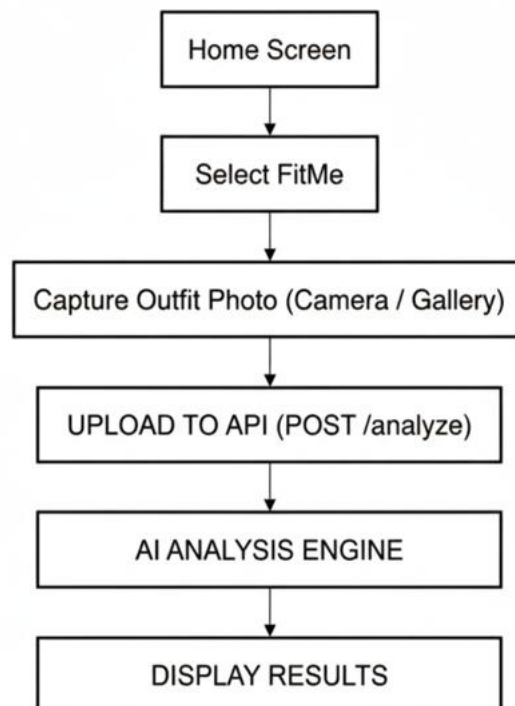 Home Screen
Select FitMe
Capture Outfit Photo (Camera / Gallery)
UPLOAD TO API (POST /analyze)
AI ANALYSIS ENGINE
DISPLAY RESULTS